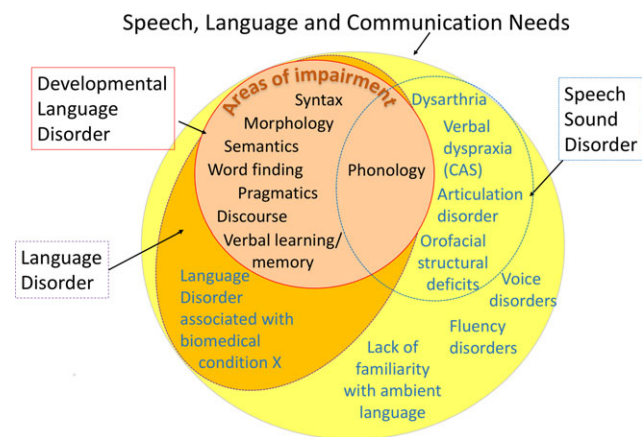 Speech, Language and Communication Needs
Developmental
Language
Disorder
Areas of impairment
Syntax
Morphology
Semantics
Word finding
Pragmatics
Discourse
Verbal learning/
memory
Phonology
Dysarthria
Verbal
dyspraxia
(CAS)
Articulation
disorder
Orofacial
structural
deficits
Speech
Sound
Disorder
Language
Disorder
Language
Disorder
associated with
biomedical
condition X
Voice
disorders
Fluency
disorders
Lack of
familiarity
with ambient
language